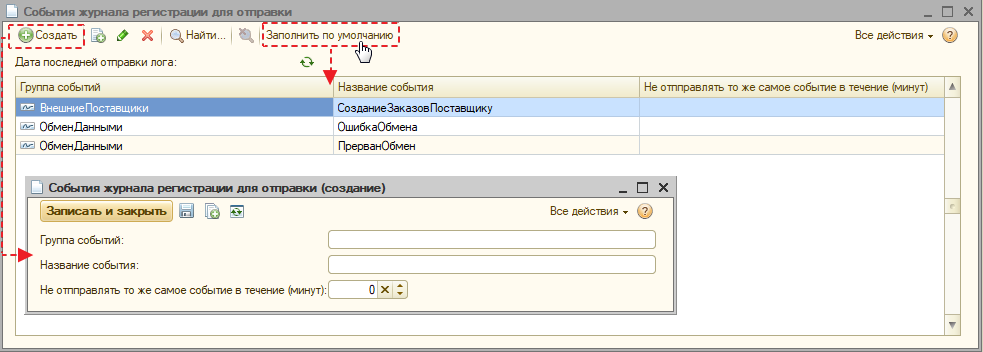 События журнала регистрации для отправки
Создать Найти... Заполнить по умолчанию Все действия ?
Дата последней отправки лога:
Группа событий Название события Не отправлять то же самое событие в течение (минут)
ВнешниеПоставщики СозданиеЗаказовПоставщику
ОбменДанными ОшибкаОбмена
ОбменДанными ПрерванОбмен
События журнала регистрации для отправки (создание)
Записать и закрыть Все действия ?
Группа событий:
Название события:
Не отпправлять то же самое событие в течение (минут): 0